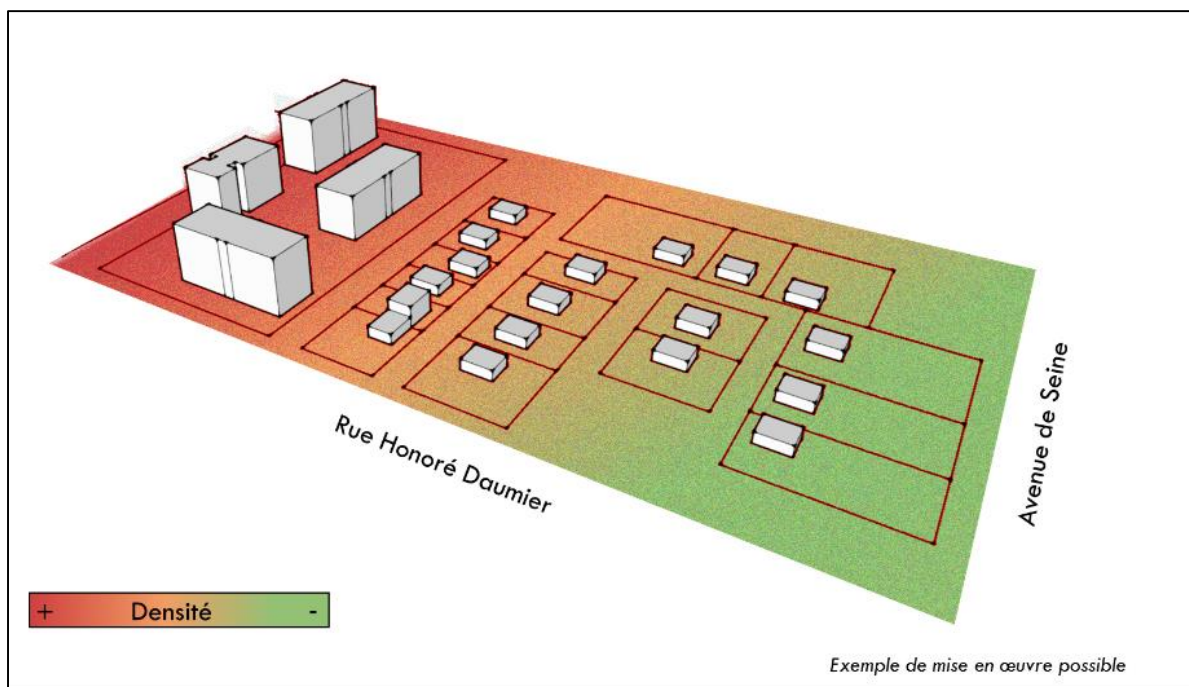 Rue Honoré Daumier
Avenue de Seine
+ Densité -
Exemple de mise en œuvre possible